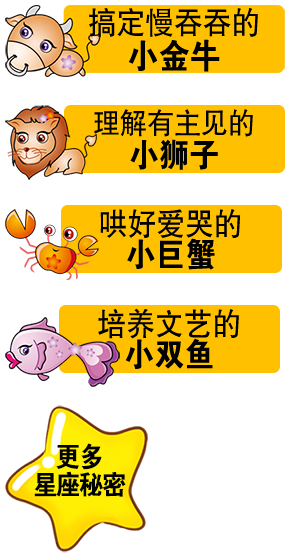 搞定慢吞吞的
小金牛
理解有主见的
小狮子
哄好爱哭的
小巨蟹
培养文艺的
小双鱼
更多
星座秘密